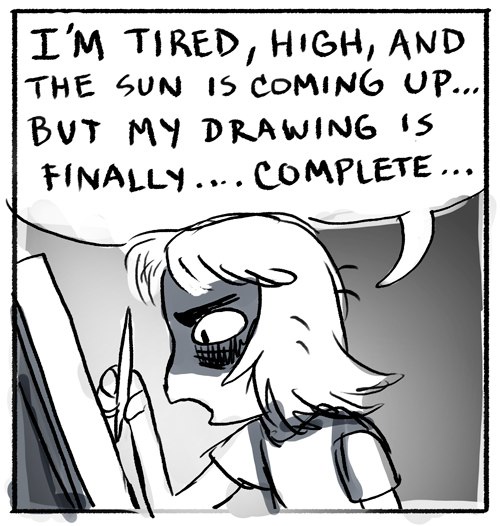 I'M TIRED, HIGH, AND
THE SUN IS COMING UP...
BUT MY DRAWING IS
FINALLY.... COMPLETE...